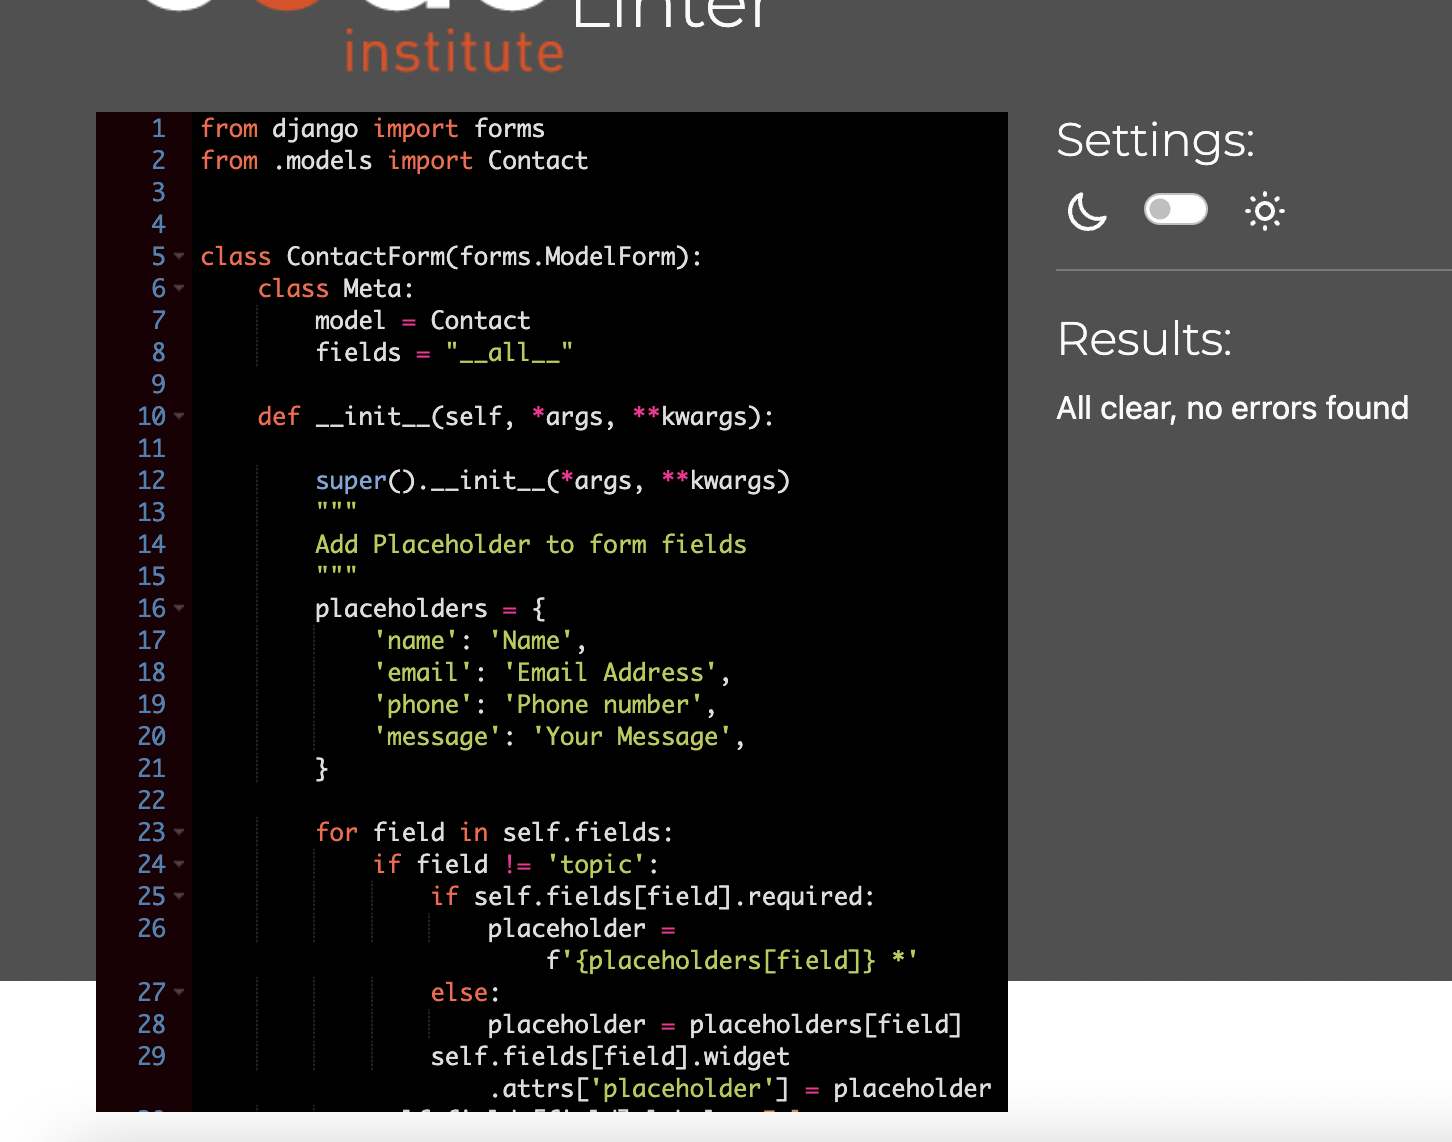 Linter
institute
1 from django import forms
2 from .models import Contact
3
4
5 class ContactForm(forms.ModelForm):
6     class Meta:
7         model = Contact
8         fields = "__all__"
9
10     def __init__(self, *args, **kwargs):
11
12         super().__init__(*args, **kwargs)
13         """
14         Add Placeholder to form fields
15         """
16         placeholders = {
17             'name': 'Name',
18             'email': 'Email Address',
19             'phone': 'Phone number',
20             'message': 'Your Message',
21         }
22
23         for field in self.fields:
24             if field != 'topic':
25                 if self.fields[field].required:
26                     placeholder =
                        f'{placeholders[field]} *'
27                 else:
28                     placeholder = placeholders[field]
29                 self.fields[field].widget
                    .attrs['placeholder'] = placeholder
Settings:
Results:
All clear, no errors found